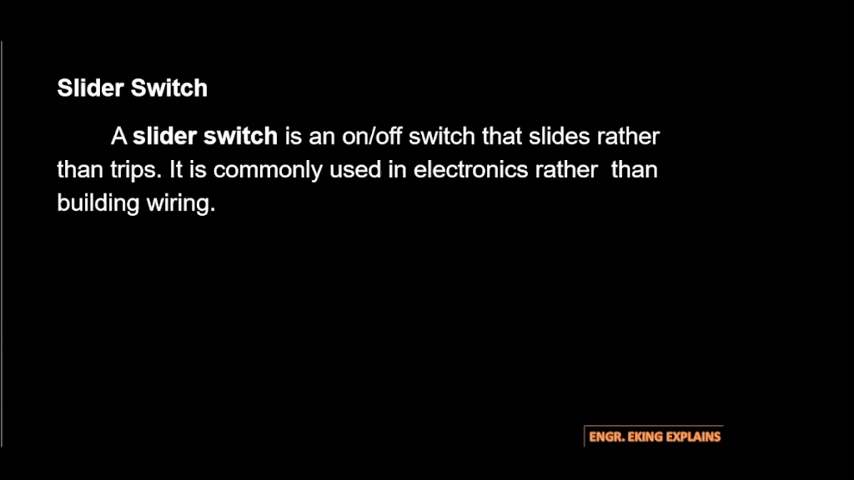 Slider Switch
A slider switch is an on/off switch that slides rather
than trips. It is commonly used in electronics rather than
building wiring.
ENGR. EKING EXPLAINS